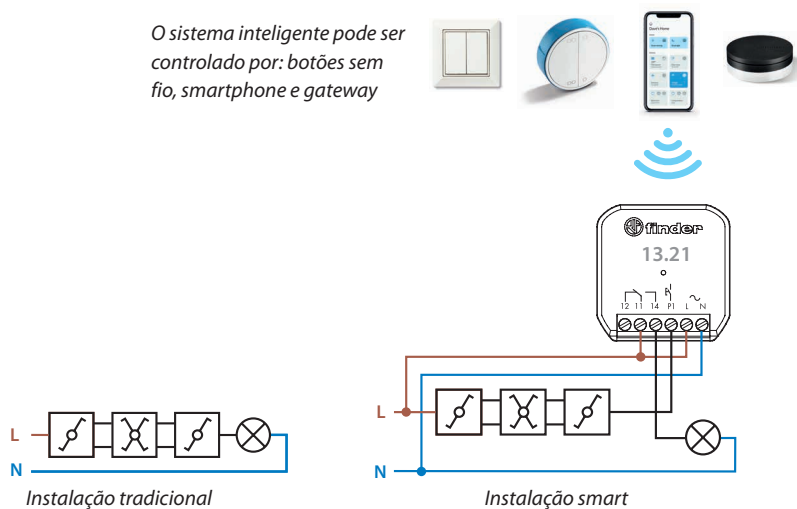 O sistema inteligente pode ser
controlado por: botões sem
fio, smartphone e gateway
finder
13.21
12 11 14 P1 L N
L
N
Instalação tradicional
L
N
Instalação smart